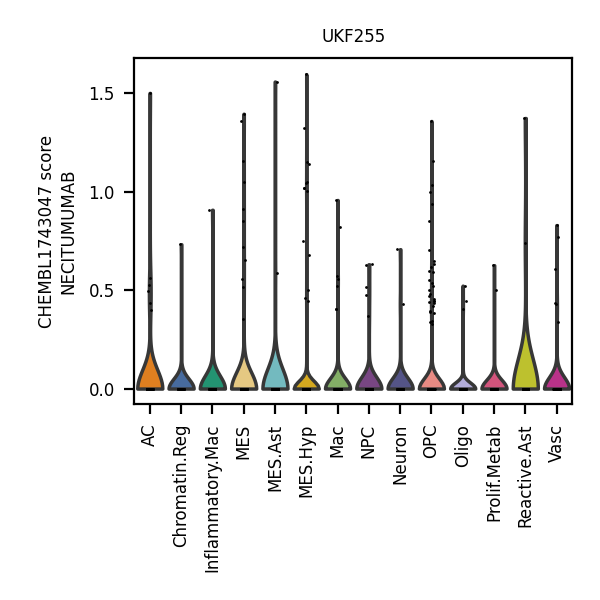 UKF255
CHEMBL1743047 score
NECITUMUMAB
1.5
1.0
0.5
0.0
AC
Chromatin.Reg
Inflammatory.Mac
MES
MES.Ast
MES.Hyp
Mac
NPC
Neuron
OPC
Oligo
Prolif.Metab
Reactive.Ast
Vasc